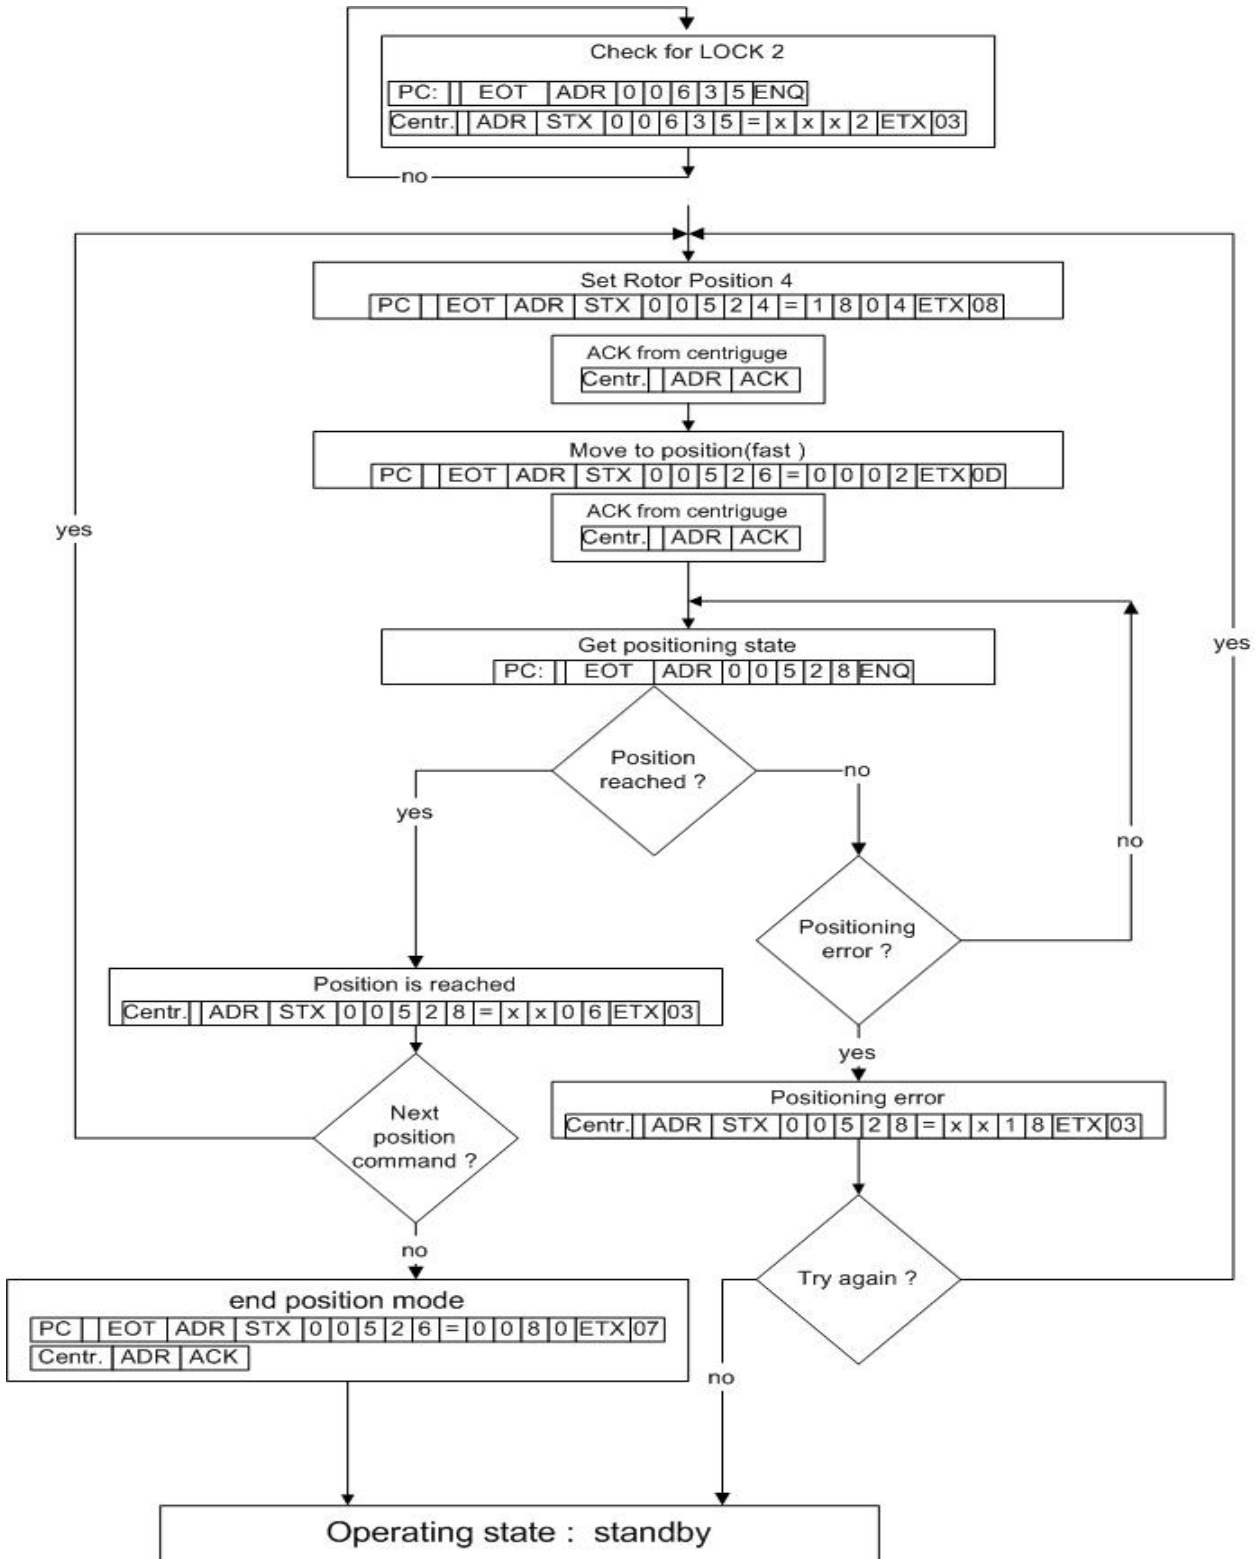 Check for LOCK 2
PC: EOT ADR 0 0 6 3 5 ENQ
Centr. ADR STX 0 0 6 3 5 = x x x 2 ETX 03
no
Set Rotor Position 4
PC EOT ADR STX 0 0 5 2 4 = 1 8 0 4 ETX 08
ACK from centriguge
Centr. ADR ACK
Move to position(fast )
PC EOT ADR STX 0 0 5 2 6 = 0 0 0 2 ETX 0D
ACK from centriguge
Centr. ADR ACK
yes
yes
Get positioning state
PC: EOT ADR 0 0 5 2 8 ENQ
Position
reached ?
no
yes
no
Positioning
error ?
Position is reached
Centr. ADR STX 0 0 5 2 8 = x x 0 6 ETX 03
yes
Positioning error
Centr. ADR STX 0 0 5 2 8 = x x 1 8 ETX 03
Next
position
command ?
no
Try again ?
end position mode
PC EOT ADR STX 0 0 5 2 6 = 0 0 8 0 ETX 07
Centr. ADR ACK
no
Operating state : standby